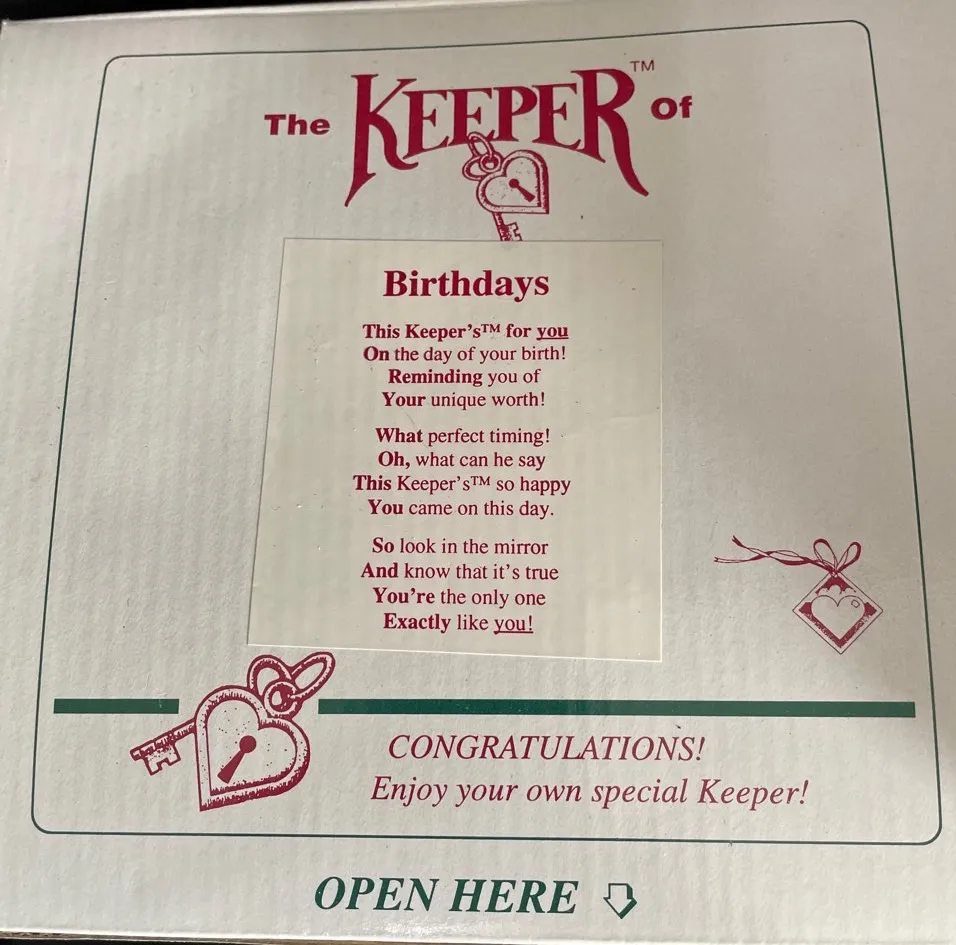 The KEEPER™ of
Birthdays
This Keeper's™ for you
On the day of your birth!
Reminding you of
Your unique worth!
What perfect timing!
Oh, what can he say
This Keeper's™ so happy
You came on this day.
So look in the mirror
And know that it's true
You're the only one
Exactly like you!
CONGRATULATIONS!
Enjoy your own special Keeper!
OPEN HERE